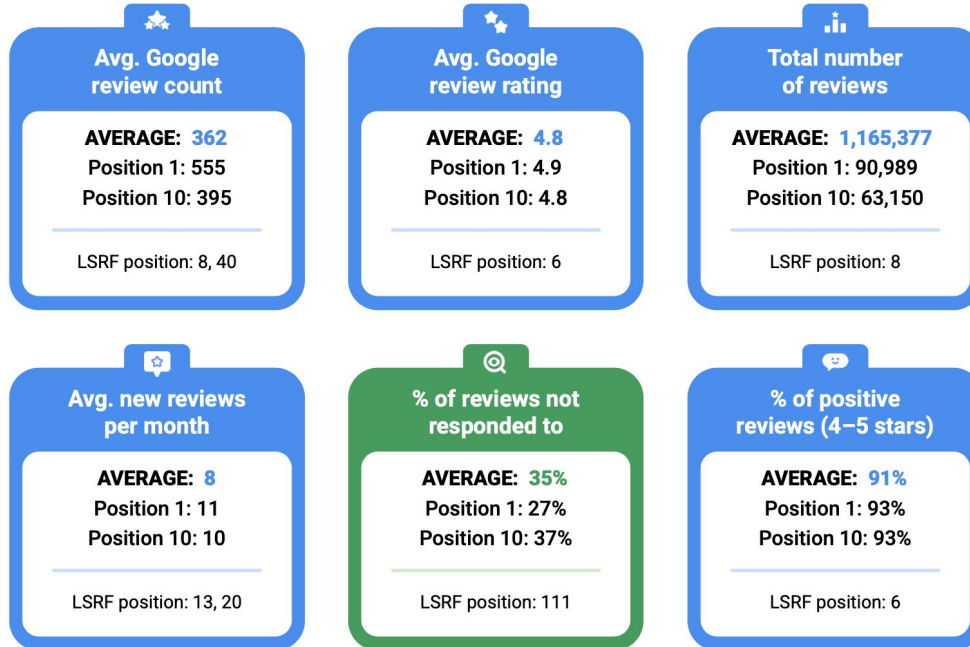 Avg. Google
review count
AVERAGE: 362
Position 1: 555
Position 10: 395
LSRF position: 8, 40
Avg. Google
review rating
AVERAGE: 4.8
Position 1: 4.9
Position 10: 4.8
LSRF position: 6
Total number
of reviews
AVERAGE: 1,165,377
Position 1: 90,989
Position 10: 63,150
LSRF position: 8
Avg. new reviews
per month
AVERAGE: 8
Position 1: 11
Position 10: 10
LSRF position: 13, 20
% of reviews not
responded to
AVERAGE: 35%
Position 1: 27%
Position 10: 37%
LSRF position: 111
% of positive
reviews (4–5 stars)
AVERAGE: 91%
Position 1: 93%
Position 10: 93%
LSRF position: 6